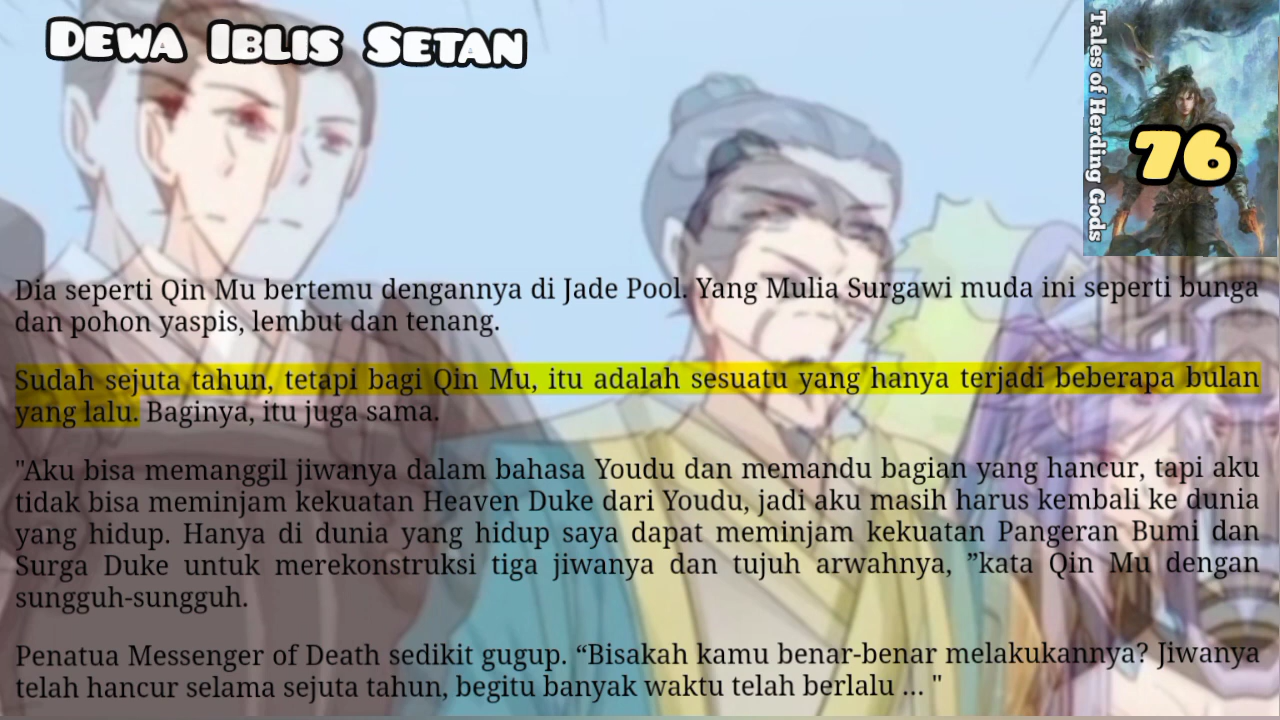 Dewa Iblis Setan
Tales of Herding Gods
76
Dia seperti Qin Mu bertemu dengannya di Jade Pool. Yang Mulia Surgawi muda ini seperti bunga
dan pohon yaspis, lembut dan tenang.
Sudah sejuta tahun, tetapi bagi Qin Mu, itu adalah sesuatu yang hanya terjadi beberapa bulan
yang lalu. Baginya, itu juga sama.
"Aku bisa memanggil jiwanya dalam bahasa Youdu dan memandu bagian yang hancur, tapi aku
tidak bisa meminjam kekuatan Heaven Duke dari Youdu, jadi aku masih harus kembali ke dunia
yang hidup. Hanya di dunia yang hidup saya dapat meminjam kekuatan Pangeran Bumi dan
Surga Duke untuk merekonstruksi tiga jiwanya dan tujuh arwahnya, ”kata Qin Mu dengan
sungguh-sungguh.
Penatua Messenger of Death sedikit gugup. “Bisakah kamu benar-benar melakukannya? Jiwanya
telah hancur selama sejuta tahun, begitu banyak waktu telah berlalu ... "